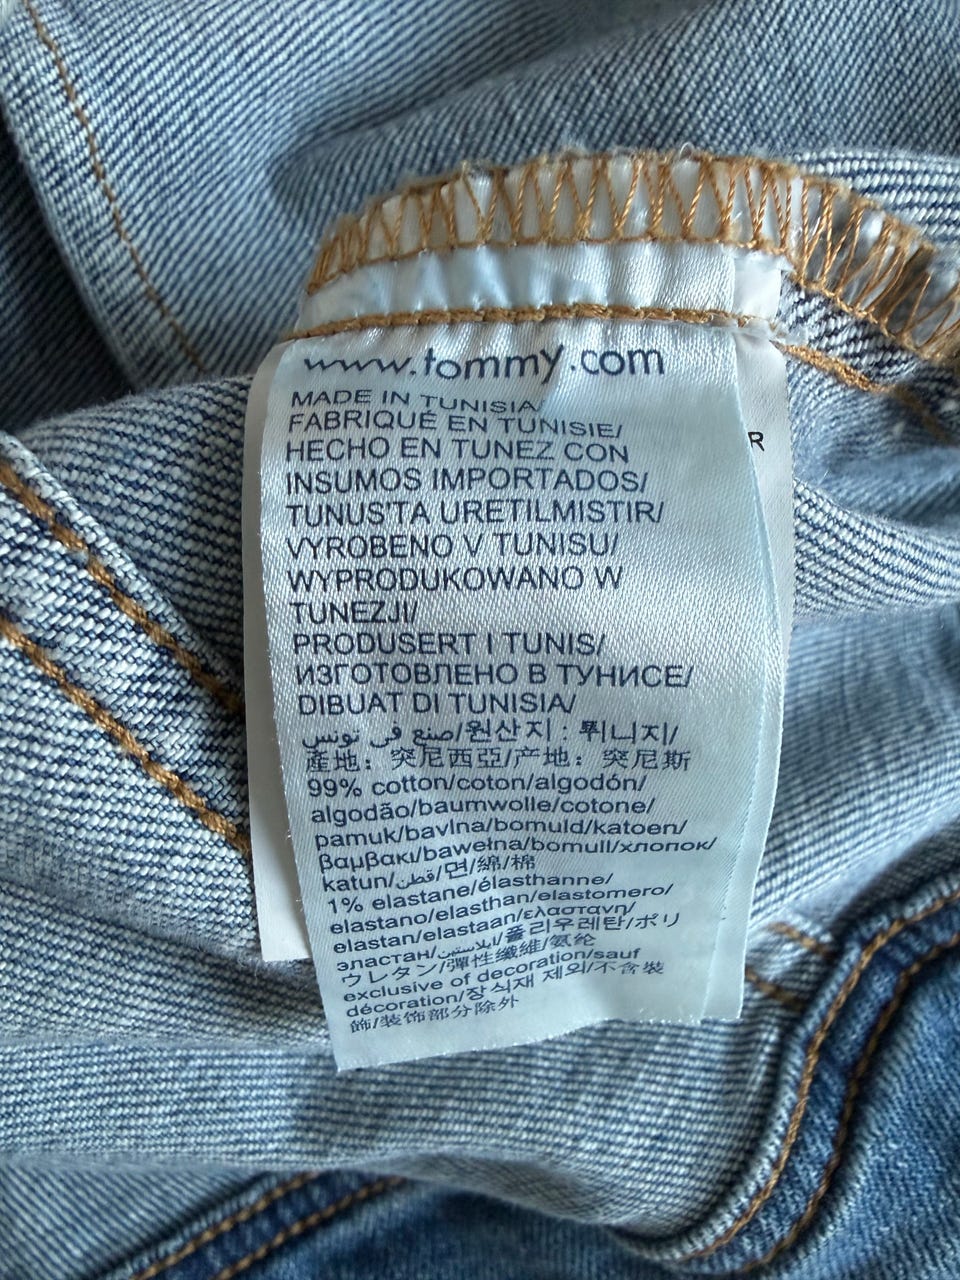 www.tommy.com
MADE IN TUNISIA/
FABRIQUÉ EN TUNISIE/
HECHO EN TUNEZ CON
INSUMOS IMPORTADOS/
TUNUS'TA URETILMISTIR/
VYROBENO V TUNISU/
WYPRODUKOWANO W
TUNEZJI/
PRODUSERT I TUNIS/
ИЗГОТОВЛЕНО В ТУНИСЕ/
DIBUAT DI TUNISIA/
صنع في تونس/원산지 : 튀니지/
産地：突尼西亞/产地：突尼斯
99% cotton/coton/algodón/
algodão/baumwolle/cotone/
pamuk/bavlna/bomuld/katoen/
βαμβακι/bawełna/bomull/хлопок/
katun/قطن/면/綿/棉
1% elastane/élasthanne/
elastano/elasthan/elastomero/
elastan/elastaan/ελαστανη/
эластан/ايلاستين/폴리우레탄/ポリ
ウレタン/彈性纖維/氨纶
exclusive of decoration/sauf
décoration/장식재 제외/不含裝
飾/装饰部分除外
R